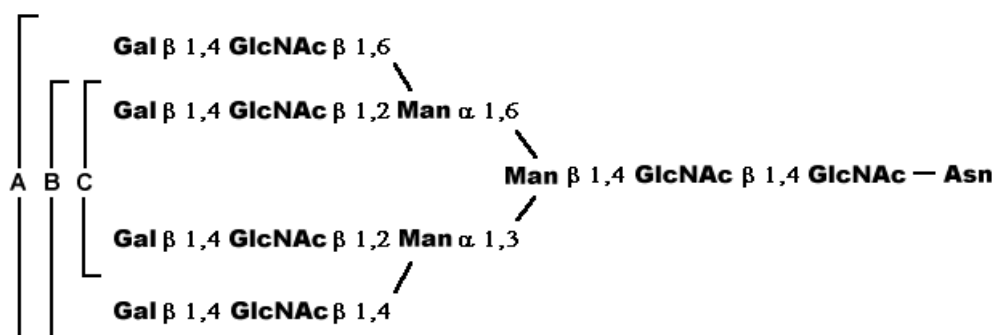 Gal β 1,4 GlcNAc β 1,6
Gal β 1,4 GlcNAc β 1,2 Man α 1,6
A B C
Man β 1,4 GlcNAc β 1,4 GlcNAc — Asn
Gal β 1,4 GlcNAc β 1,2 Man α 1,3
Gal β 1,4 GlcNAc β 1,4